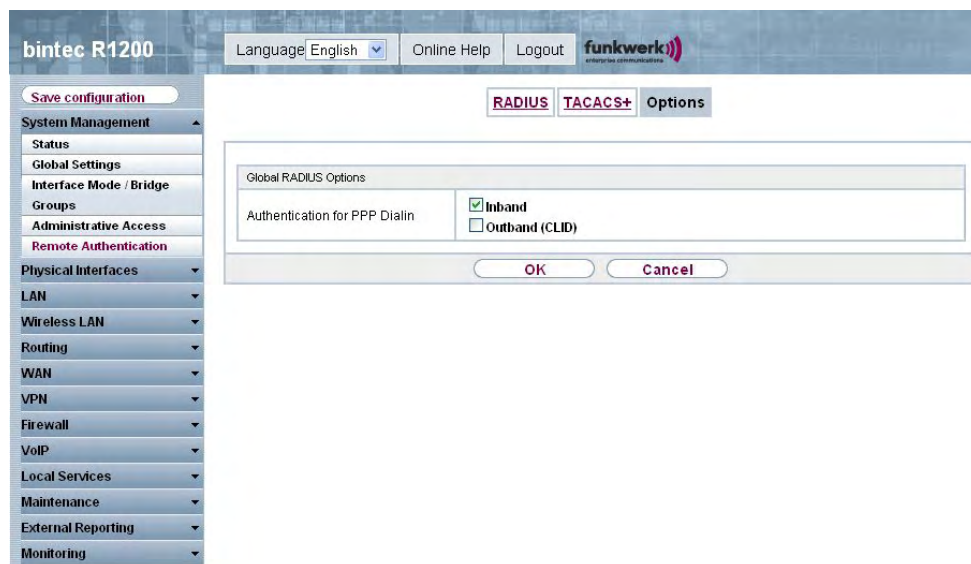 bintec R1200
Language English
Online Help
Logout
funkwerk
enterprise communications
Save configuration
System Management
Status
Global Settings
Interface Mode / Bridge
Groups
Administrative Access
Remote Authentication
Physical Interfaces
LAN
Wireless LAN
Routing
WAN
VPN
Firewall
VoIP
Local Services
Maintenance
External Reporting
Monitoring
RADIUS
TACACS+
Options
Global RADIUS Options
Authentication for PPP Dialin
Inband
Outband (CLID)
OK
Cancel